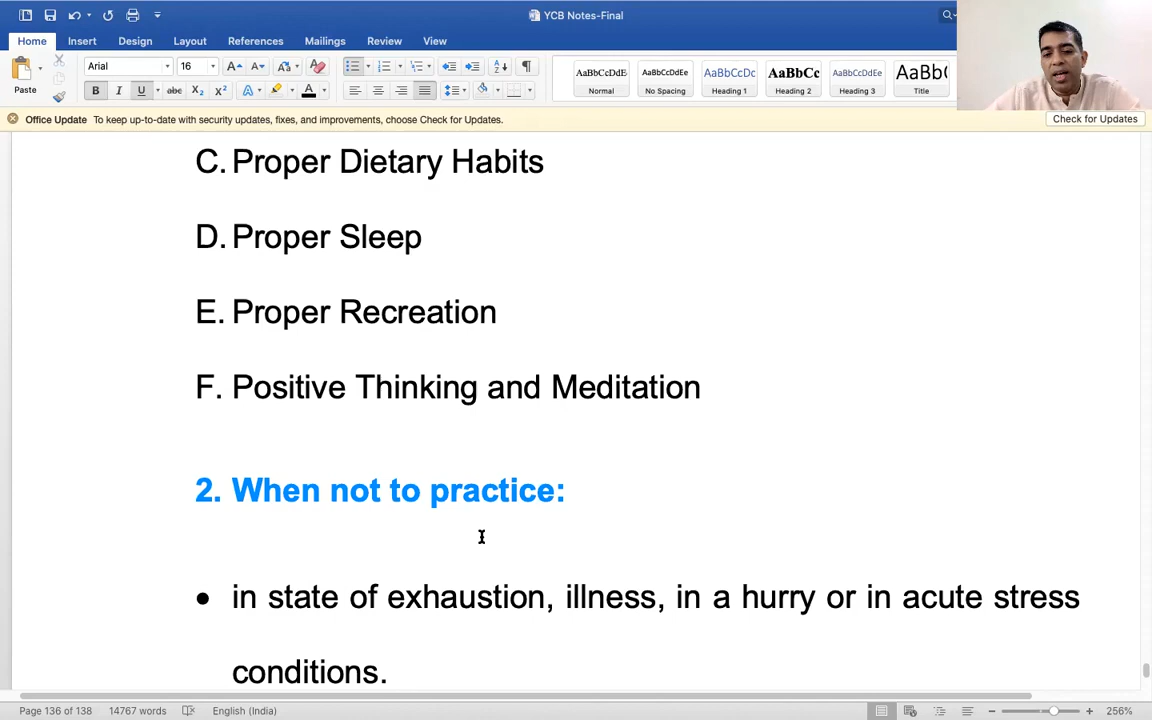 YCB Notes-Final
Home Insert Design Layout References Mailings Review View
Paste
Arial 16
AaBbCcDdE AaBbCcDdEe AaBbCcDc AaBbCc AaBbCcDdEe AaBb(
Normal No Spacing Heading 1 Heading 2 Heading 3 Title
Office Update To keep up-to-date with security updates, fixes, and improvements, choose Check for Updates. Check for Updates
C. Proper Dietary Habits
D. Proper Sleep
E. Proper Recreation
F. Positive Thinking and Meditation
2. When not to practice:
• in state of exhaustion, illness, in a hurry or in acute stress
conditions.
Page 136 of 138 14767 words English (India) 256%